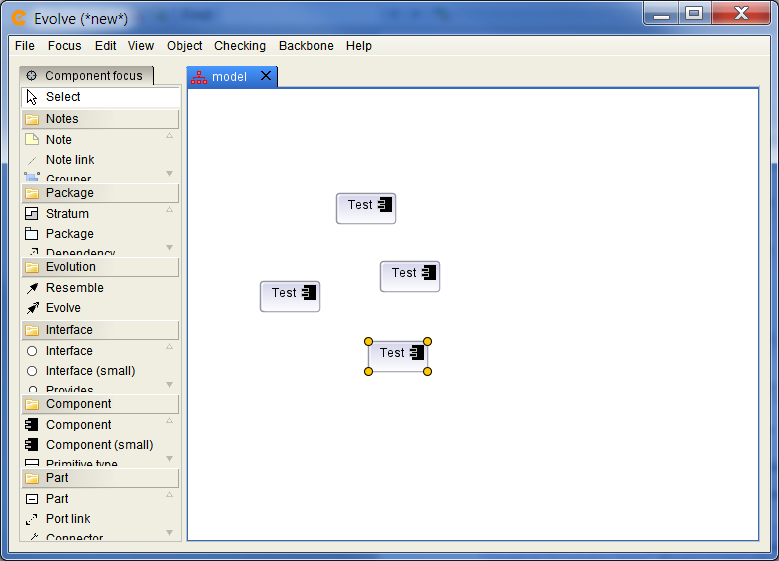 Evolve (*new*)
File Focus Edit View Object Checking Backbone Help
Component focus
model
Select
Notes
Note
Note link
Grouper
Package
Stratum
Package
Dependency
Evolution
Resemble
Evolve
Interface
Interface
Interface (small)
Provides
Component
Component
Component (small)
Primitive type
Part
Part
Port link
Connector
Test
Test
Test
Test